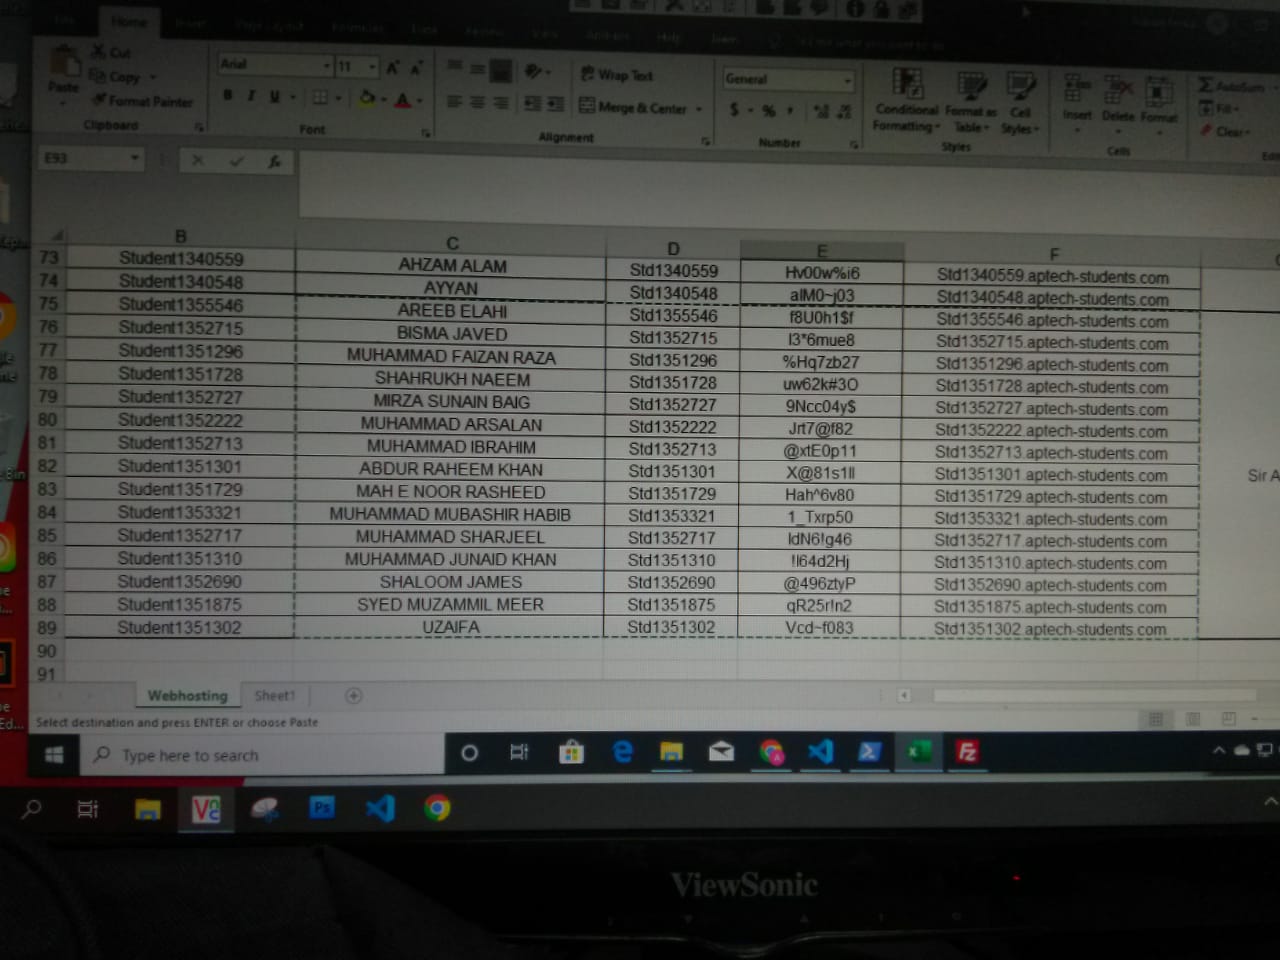 Home
Cut
Copy
Paste
Format Painter
Clipboard
Arial 11
B I U
Font
Wrap Text
Merge & Center
Alignment
General
$ % ,
Number
Conditional Formatting
Format as Table
Cell Styles
Styles
Insert Delete Format
Cells
AutoSum
Fill
Clear
E93
fx
B C D E F
73 Student1340559 AHZAM ALAM Std1340559 Hv00w%i6 Std1340559.aptech-students.com
74 Student1340548 AYYAN Std1340548 aIM0~j03 Std1340548.aptech-students.com
75 Student1355546 AREEB ELAHI Std1355546 f8U0h1$f Std1355546.aptech-students.com
76 Student1352715 BISMA JAVED Std1352715 l3*6mue8 Std1352715.aptech-students.com
77 Student1351296 MUHAMMAD FAIZAN RAZA Std1351296 %Hq7zb27 Std1351296.aptech-students.com
78 Student1351728 SHAHRUKH NAEEM Std1351728 uw62k#3O Std1351728.aptech-students.com
79 Student1352727 MIRZA SUNAIN BAIG Std1352727 9Ncc04y$ Std1352727.aptech-students.com
80 Student1352222 MUHAMMAD ARSALAN Std1352222 Jrt7@f82 Std1352222.aptech-students.com
81 Student1352713 MUHAMMAD IBRAHIM Std1352713 @xtE0p11 Std1352713.aptech-students.com
82 Student1351301 ABDUR RAHEEM KHAN Std1351301 X@81s1ll Std1351301.aptech-students.com
Sir A
83 Student1351729 MAH E NOOR RASHEED Std1351729 Hah^6v80 Std1351729.aptech-students.com
84 Student1353321 MUHAMMAD MUBASHIR HABIB Std1353321 1_Txrp50 Std1353321.aptech-students.com
85 Student1352717 MUHAMMAD SHARJEEL Std1352717 ldN6!g46 Std1352717.aptech-students.com
86 Student1351310 MUHAMMAD JUNAID KHAN Std1351310 !l64d2Hj Std1351310.aptech-students.com
87 Student1352690 SHALOOM JAMES Std1352690 @496ztyP Std1352690.aptech-students.com
88 Student1351875 SYED MUZAMMIL MEER Std1351875 qR25r!n2 Std1351875.aptech-students.com
89 Student1351302 UZAIFA Std1351302 Vcd~f083 Std1351302.aptech-students.com
90
91
Webhosting Sheet1
Select destination and press ENTER or choose Paste
Type here to search
Ps
ViewSonic